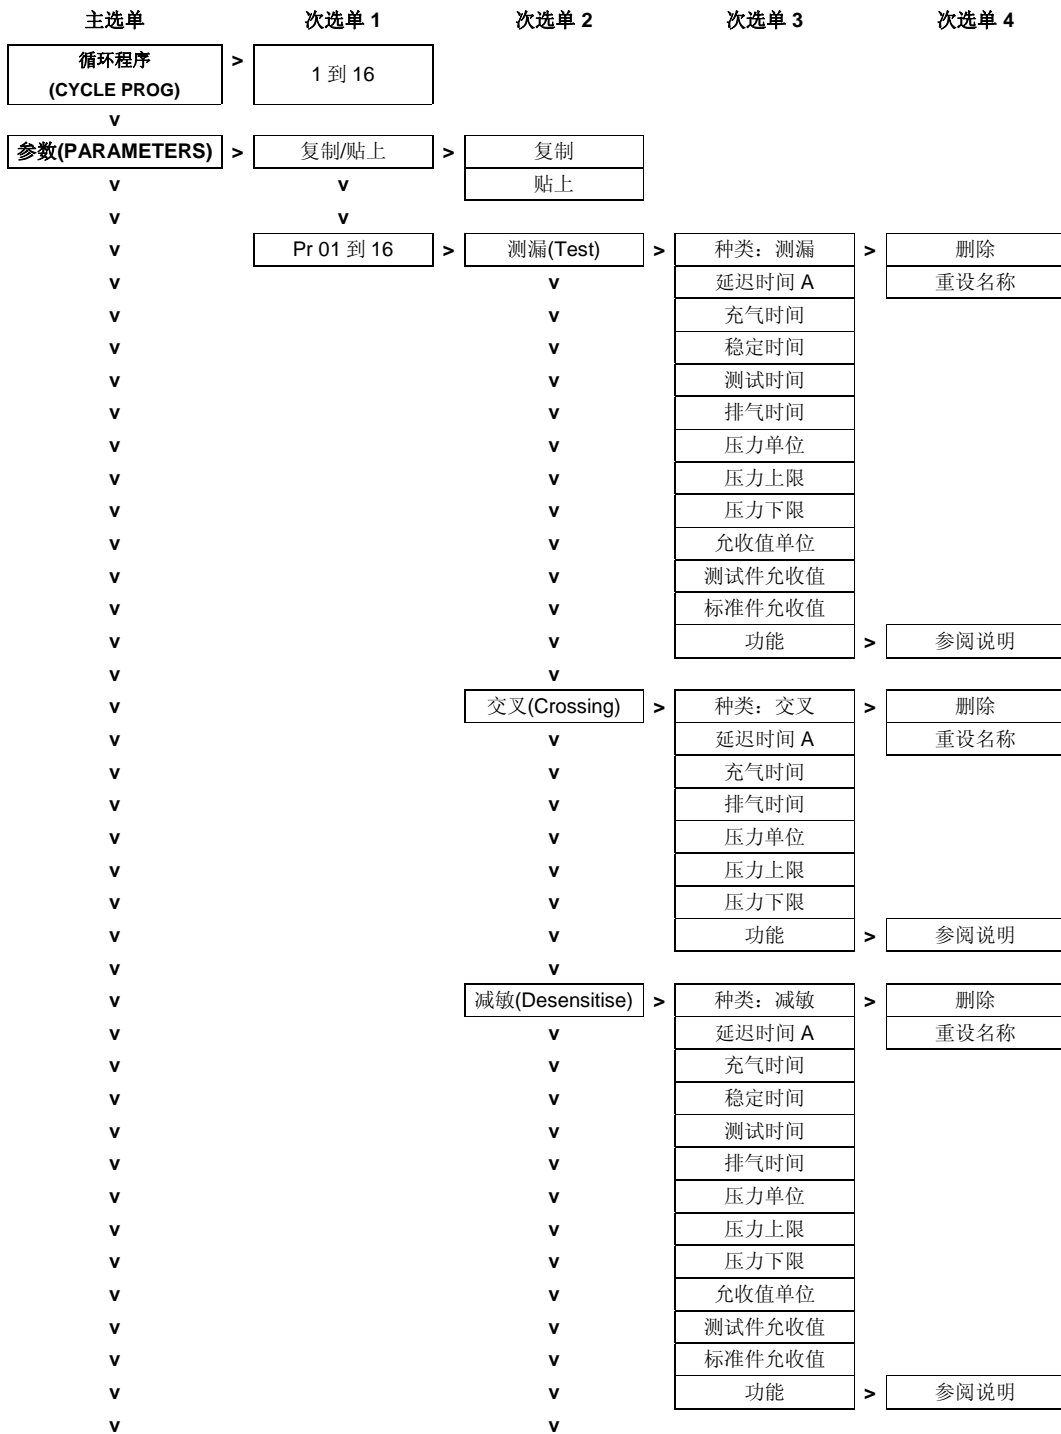 主选单 次选单 1 次选单 2 次选单 3 次选单 4
循环程序 > 1 到 16
(CYCLE PROG)
v
参数(PARAMETERS) > 复制/贴上 > 复制
v v 贴上
v v
v Pr 01 到 16 > 测漏(Test) > 种类：测漏 > 删除
v v 延迟时间 A 重设名称
v v 充气时间
v v 稳定时间
v v 测试时间
v v 排气时间
v v 压力单位
v v 压力上限
v v 压力下限
v v 允收值单位
v v 测试件允收值
v v 标准件允收值
v v 功能 > 参阅说明
v v
v 交叉(Crossing) > 种类：交叉 > 删除
v v 延迟时间 A 重设名称
v v 充气时间
v v 排气时间
v v 压力单位
v v 压力上限
v v 压力下限
v v 功能 > 参阅说明
v v
v 减敏(Desensitise) > 种类：减敏 > 删除
v v 延迟时间 A 重设名称
v v 充气时间
v v 稳定时间
v v 测试时间
v v 排气时间
v v 压力单位
v v 压力上限
v v 压力下限
v v 允收值单位
v v 测试件允收值
v v 标准件允收值
v v 功能 > 参阅说明
v v